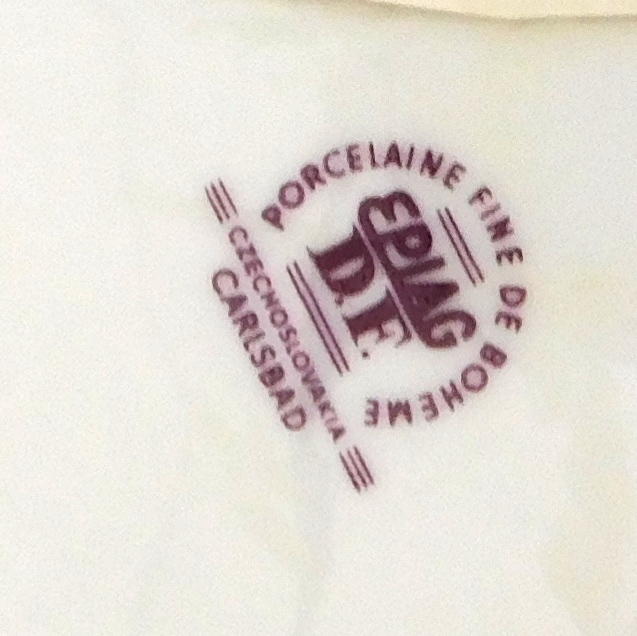 PORCELAINE FINE DE BOHEME
EPIAG
D.F.
CZECHOSLOVAKIA
CARLSBAD